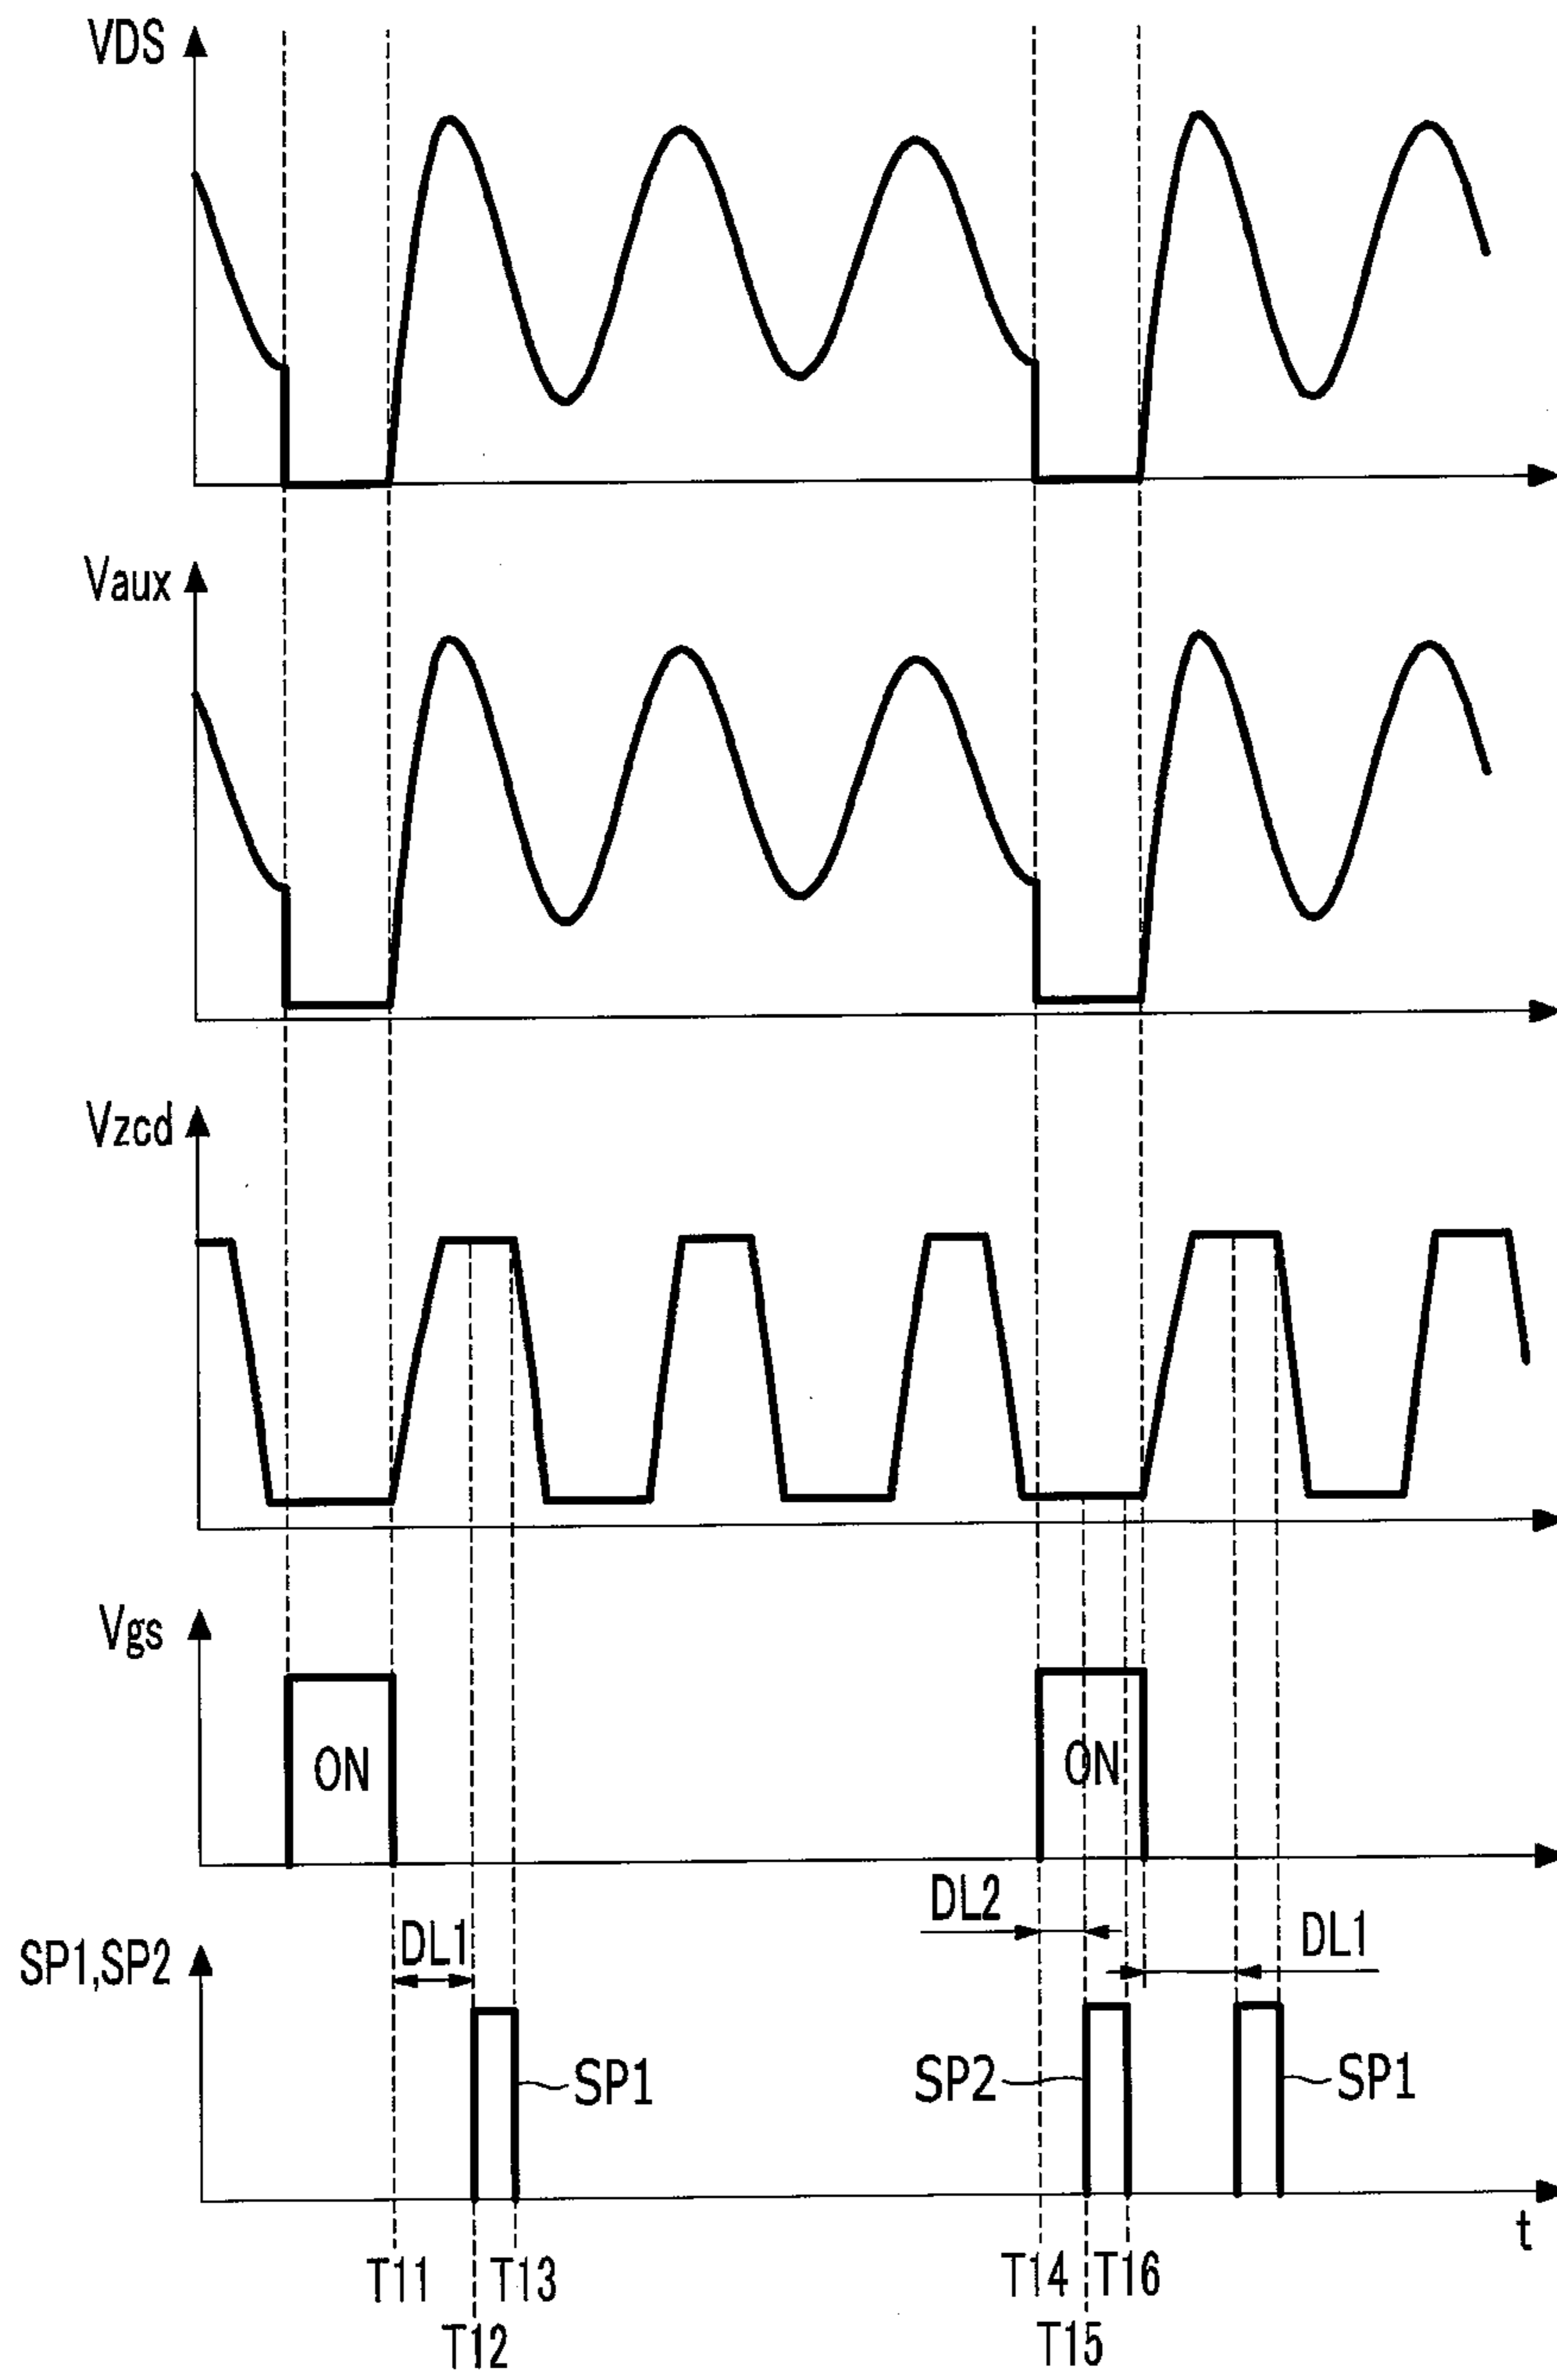 VDS
Vaux
Vzcd
Vgs
ON
ON
DL2
DL1
DL1
SP1,SP2
SP1
SP2
SP1
t
T11
T13
T14
T16
T12
T15